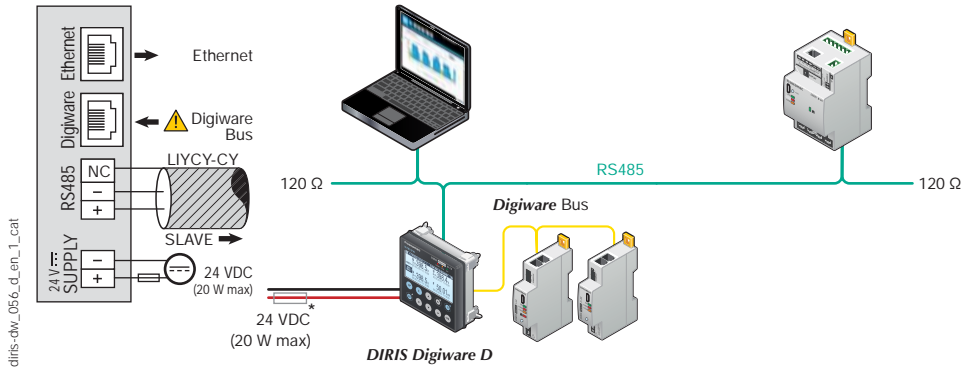 Ethernet
Ethernet
Digiware
Digiware
Bus
RS485
NC
−
+
LIYCY-CY
SLAVE
24 V
SUPPLY
−
+
24 VDC
(20 W max)
diris-dw_056_d_en_1_cat
120 Ω
RS485
120 Ω
Digiware Bus
*
24 VDC
(20 W max)
DIRIS Digiware D